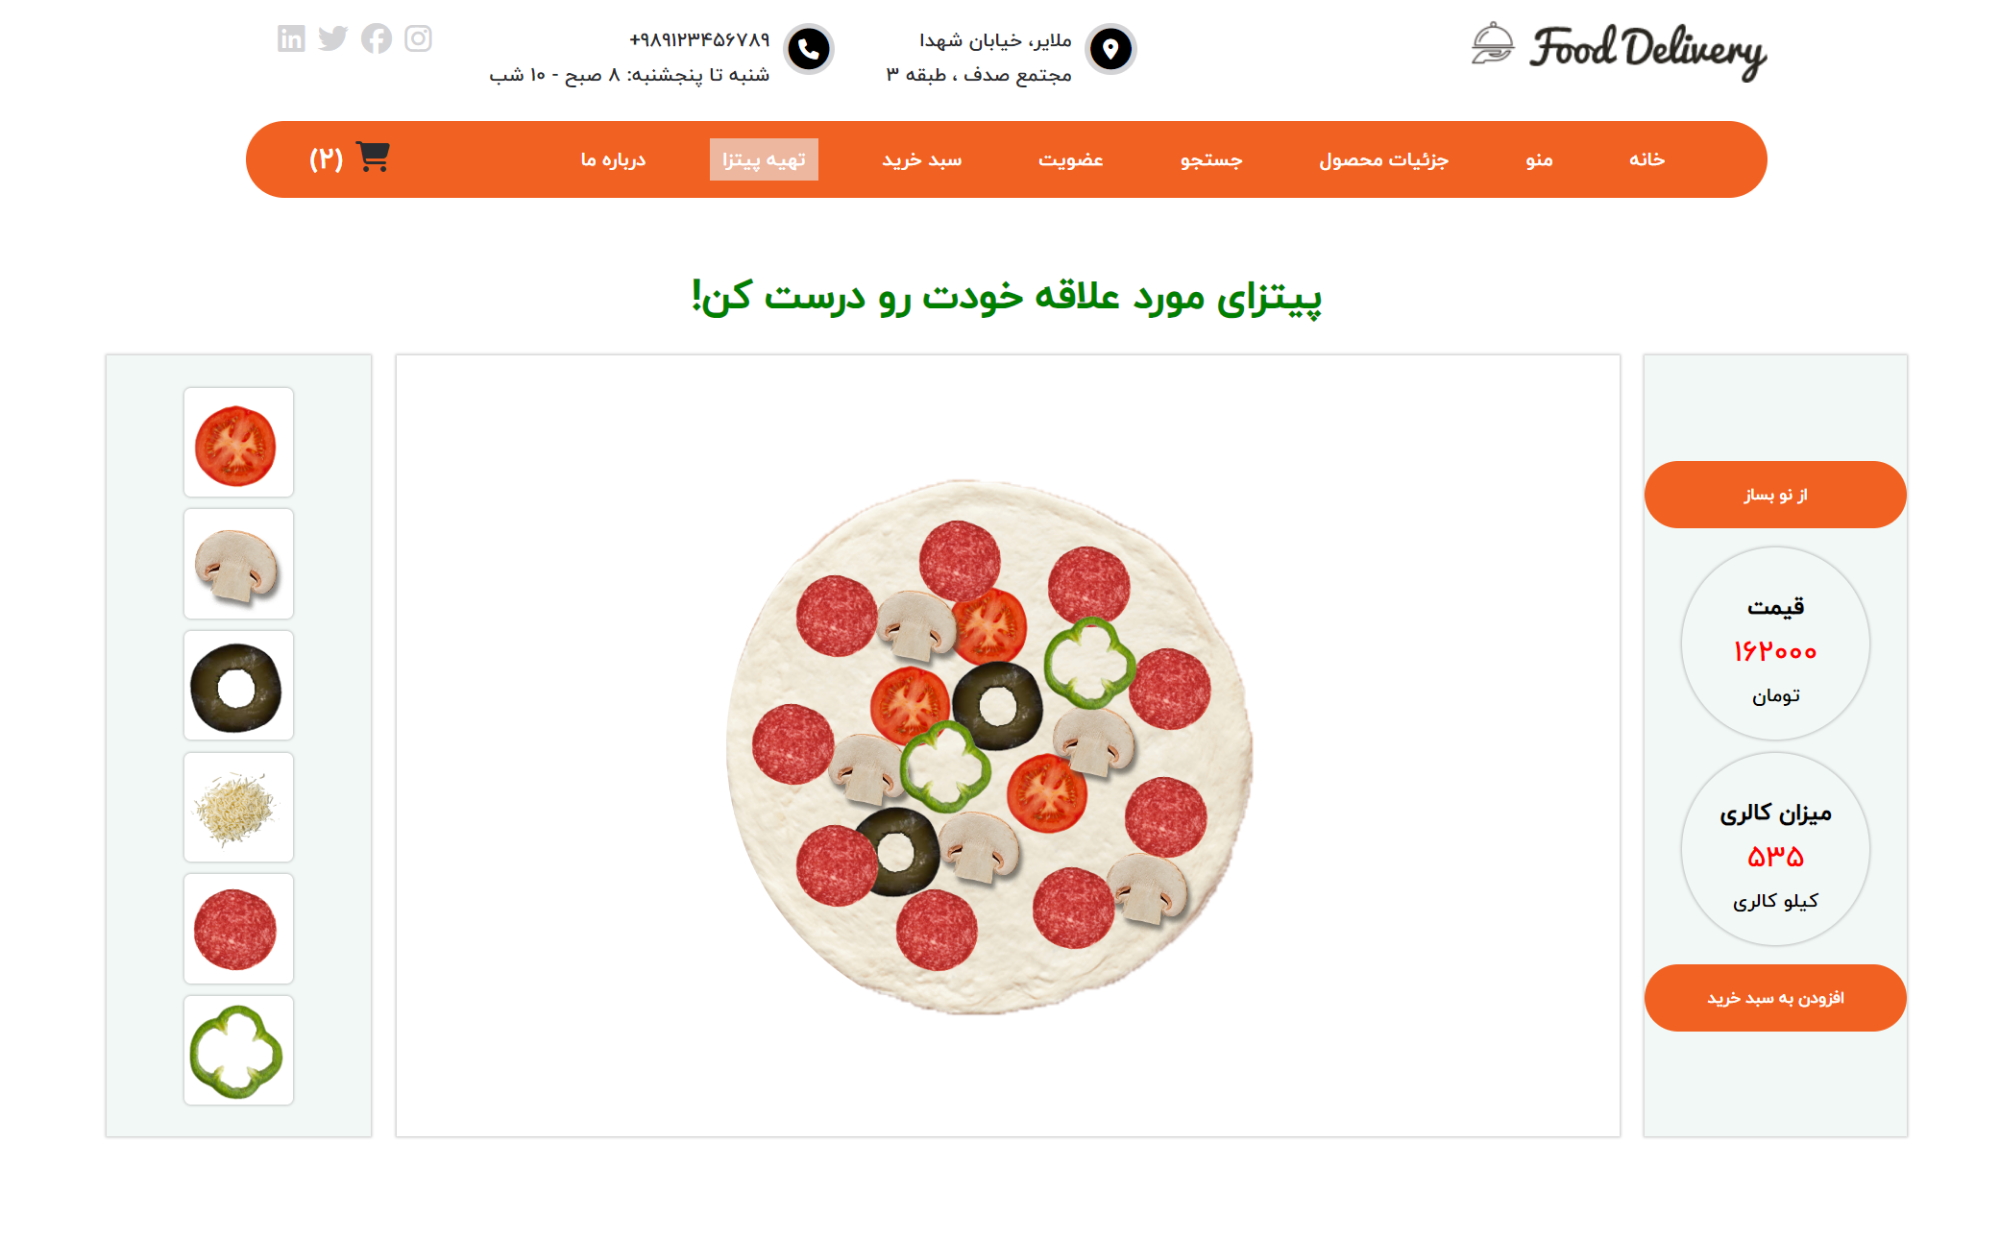 Food Delivery
ملایر، خیابان شهدا
مجتمع صدف ، طبقه ۳
+۹۸۹۱۲۳۴۵۶۷۸۹
شنبه تا پنجشنبه: ۸ صبح - ۱۰ شب
خانه
منو
جزئیات محصول
جستجو
عضویت
سبد خرید
تهیه پیتزا
درباره ما
(۲)
پیتزای مورد علاقه خودت رو درست کن!
از نو بساز
قیمت
۱۶۲۰۰۰
تومان
میزان کالری
۵۳۵
کیلو کالری
افزودن به سبد خرید